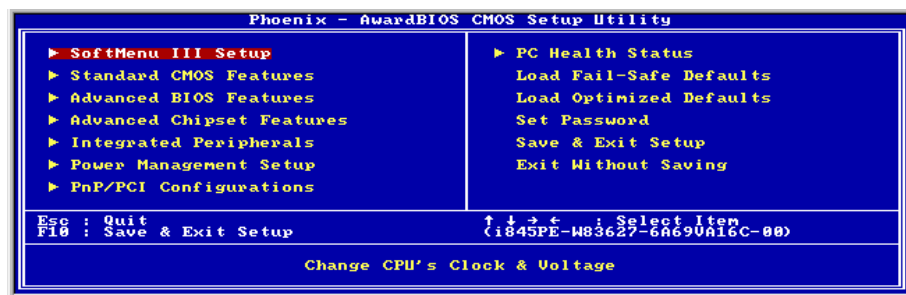 Phoenix - AwardBIOS CMOS Setup Utility
► SoftMenu III Setup
► Standard CMOS Features
► Advanced BIOS Features
► Advanced Chipset Features
► Integrated Peripherals
► Power Management Setup
► PnP/PCI Configurations
► PC Health Status
Load Fail-Safe Defaults
Load Optimized Defaults
Set Password
Save & Exit Setup
Exit Without Saving
Esc : Quit
F10 : Save & Exit Setup
↑ ↓ → ← : Select Item
(i845PE-W83627-6A69VA16C-00)
Change CPU's Clock & Voltage